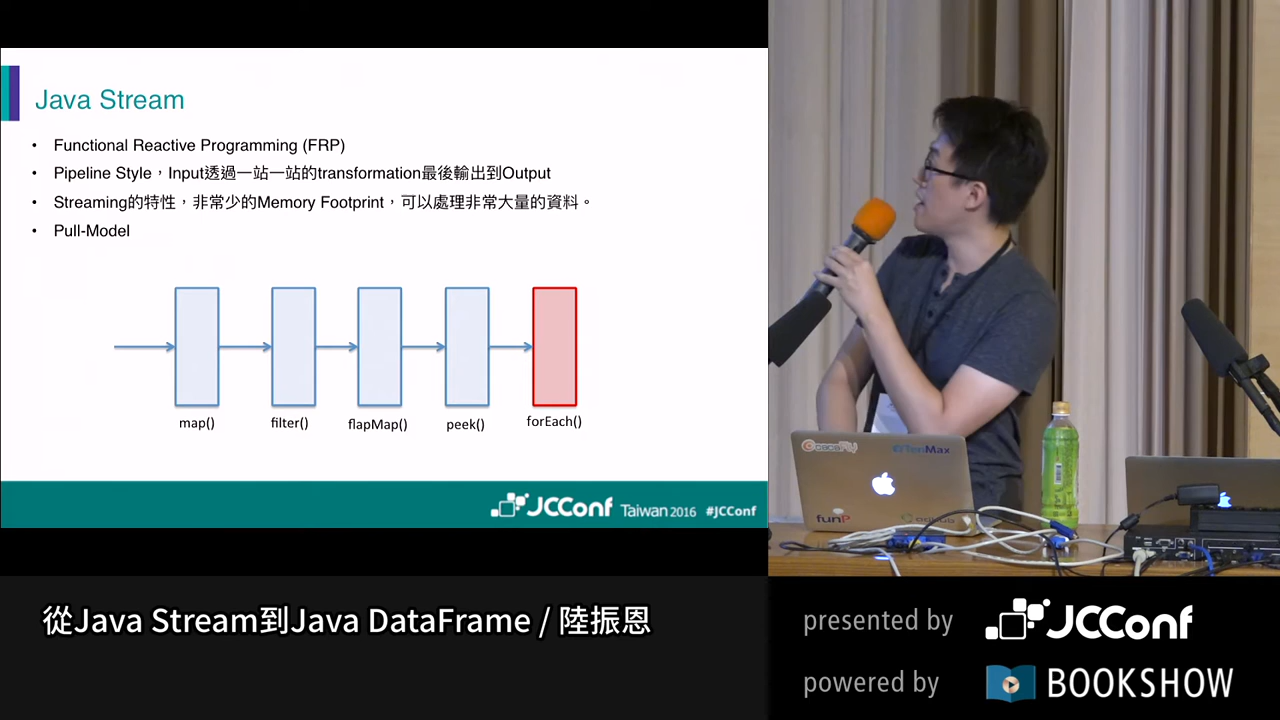 Java Stream
• Functional Reactive Programming (FRP)
• Pipeline Style，Input透過一站一站的transformation最後輸出到Output
• Streaming的特性，非常少的Memory Footprint，可以處理非常大量的資料。
• Pull-Model
map()
filter()
flapMap()
peek()
forEach()
JCConf Taiwan 2016 #JCConf
TenMax
funP
從Java Stream到Java DataFrame / 陸振恩
presented by JCConf
powered by BOOKSHOW